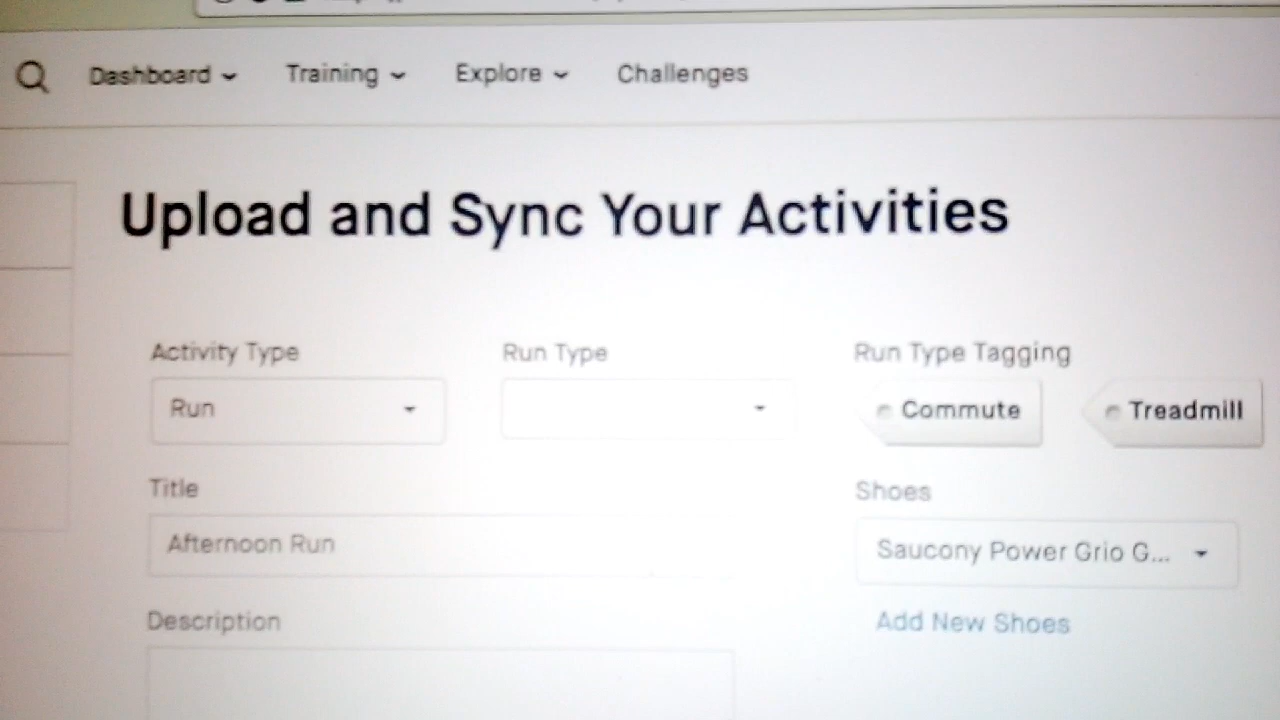 Dashboard Training Explore Challenges
Upload and Sync Your Activities
Activity Type Run Type Run Type Tagging
Run Commute Treadmill
Title Shoes
Afternoon Run Saucony Power Grio G...
Description Add New Shoes